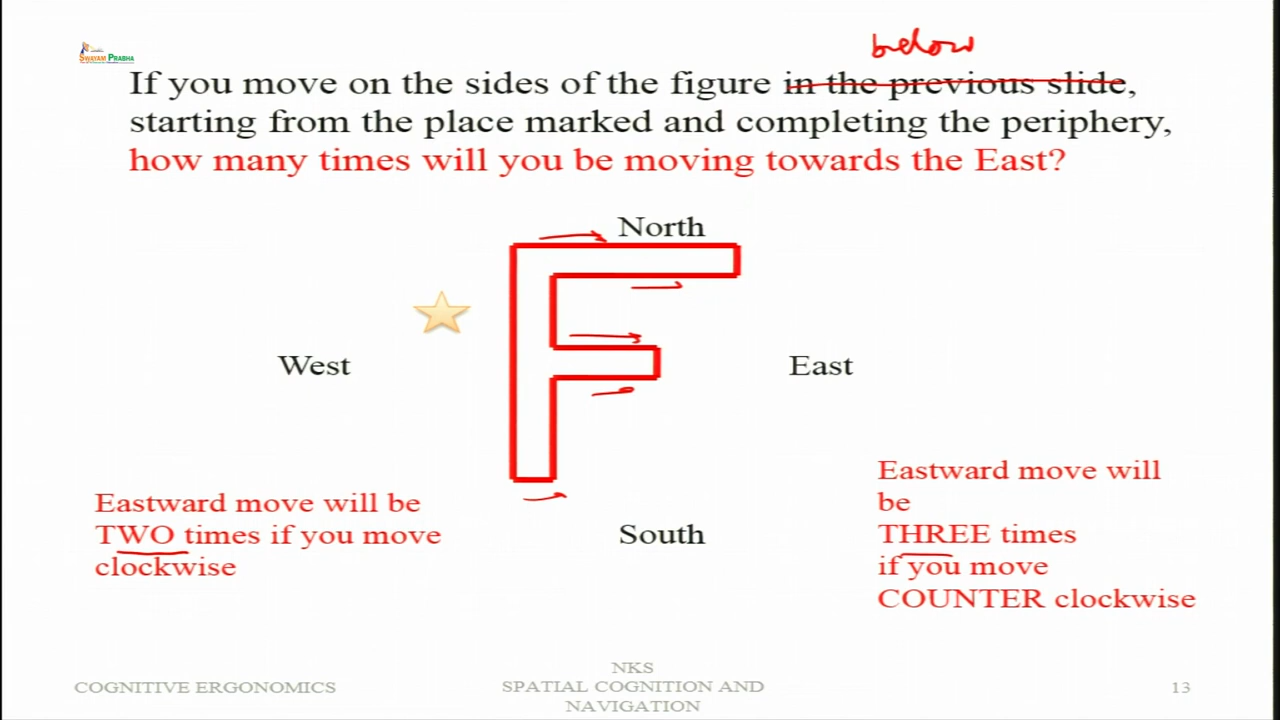 SWAYAM PRABHA
below
If you move on the sides of the figure in the previous slide,
starting from the place marked and completing the periphery,
how many times will you be moving towards the East?
North
West
East
South
Eastward move will be
TWO times if you move
clockwise
Eastward move will
be
THREE times
if you move
COUNTER clockwise
COGNITIVE ERGONOMICS
NKS
SPATIAL COGNITION AND
NAVIGATION
13